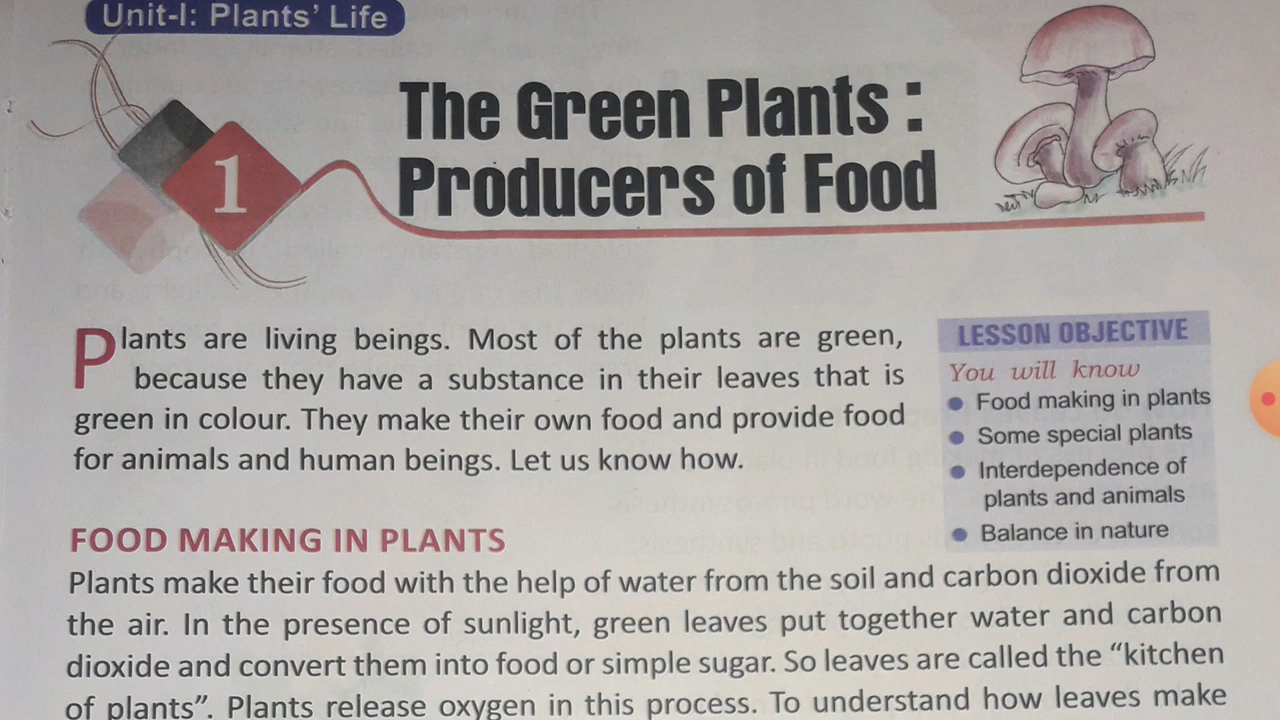 Unit-I: Plants' Life
1
The Green Plants :
Producers of Food
Plants are living beings. Most of the plants are green,
because they have a substance in their leaves that is
green in colour. They make their own food and provide food
for animals and human beings. Let us know how.
LESSON OBJECTIVE
You will know
Food making in plants
Some special plants
Interdependence of
plants and animals
Balance in nature
FOOD MAKING IN PLANTS
Plants make their food with the help of water from the soil and carbon dioxide from
the air. In the presence of sunlight, green leaves put together water and carbon
dioxide and convert them into food or simple sugar. So leaves are called the “kitchen
of plants”. Plants release oxygen in this process. To understand how leaves make